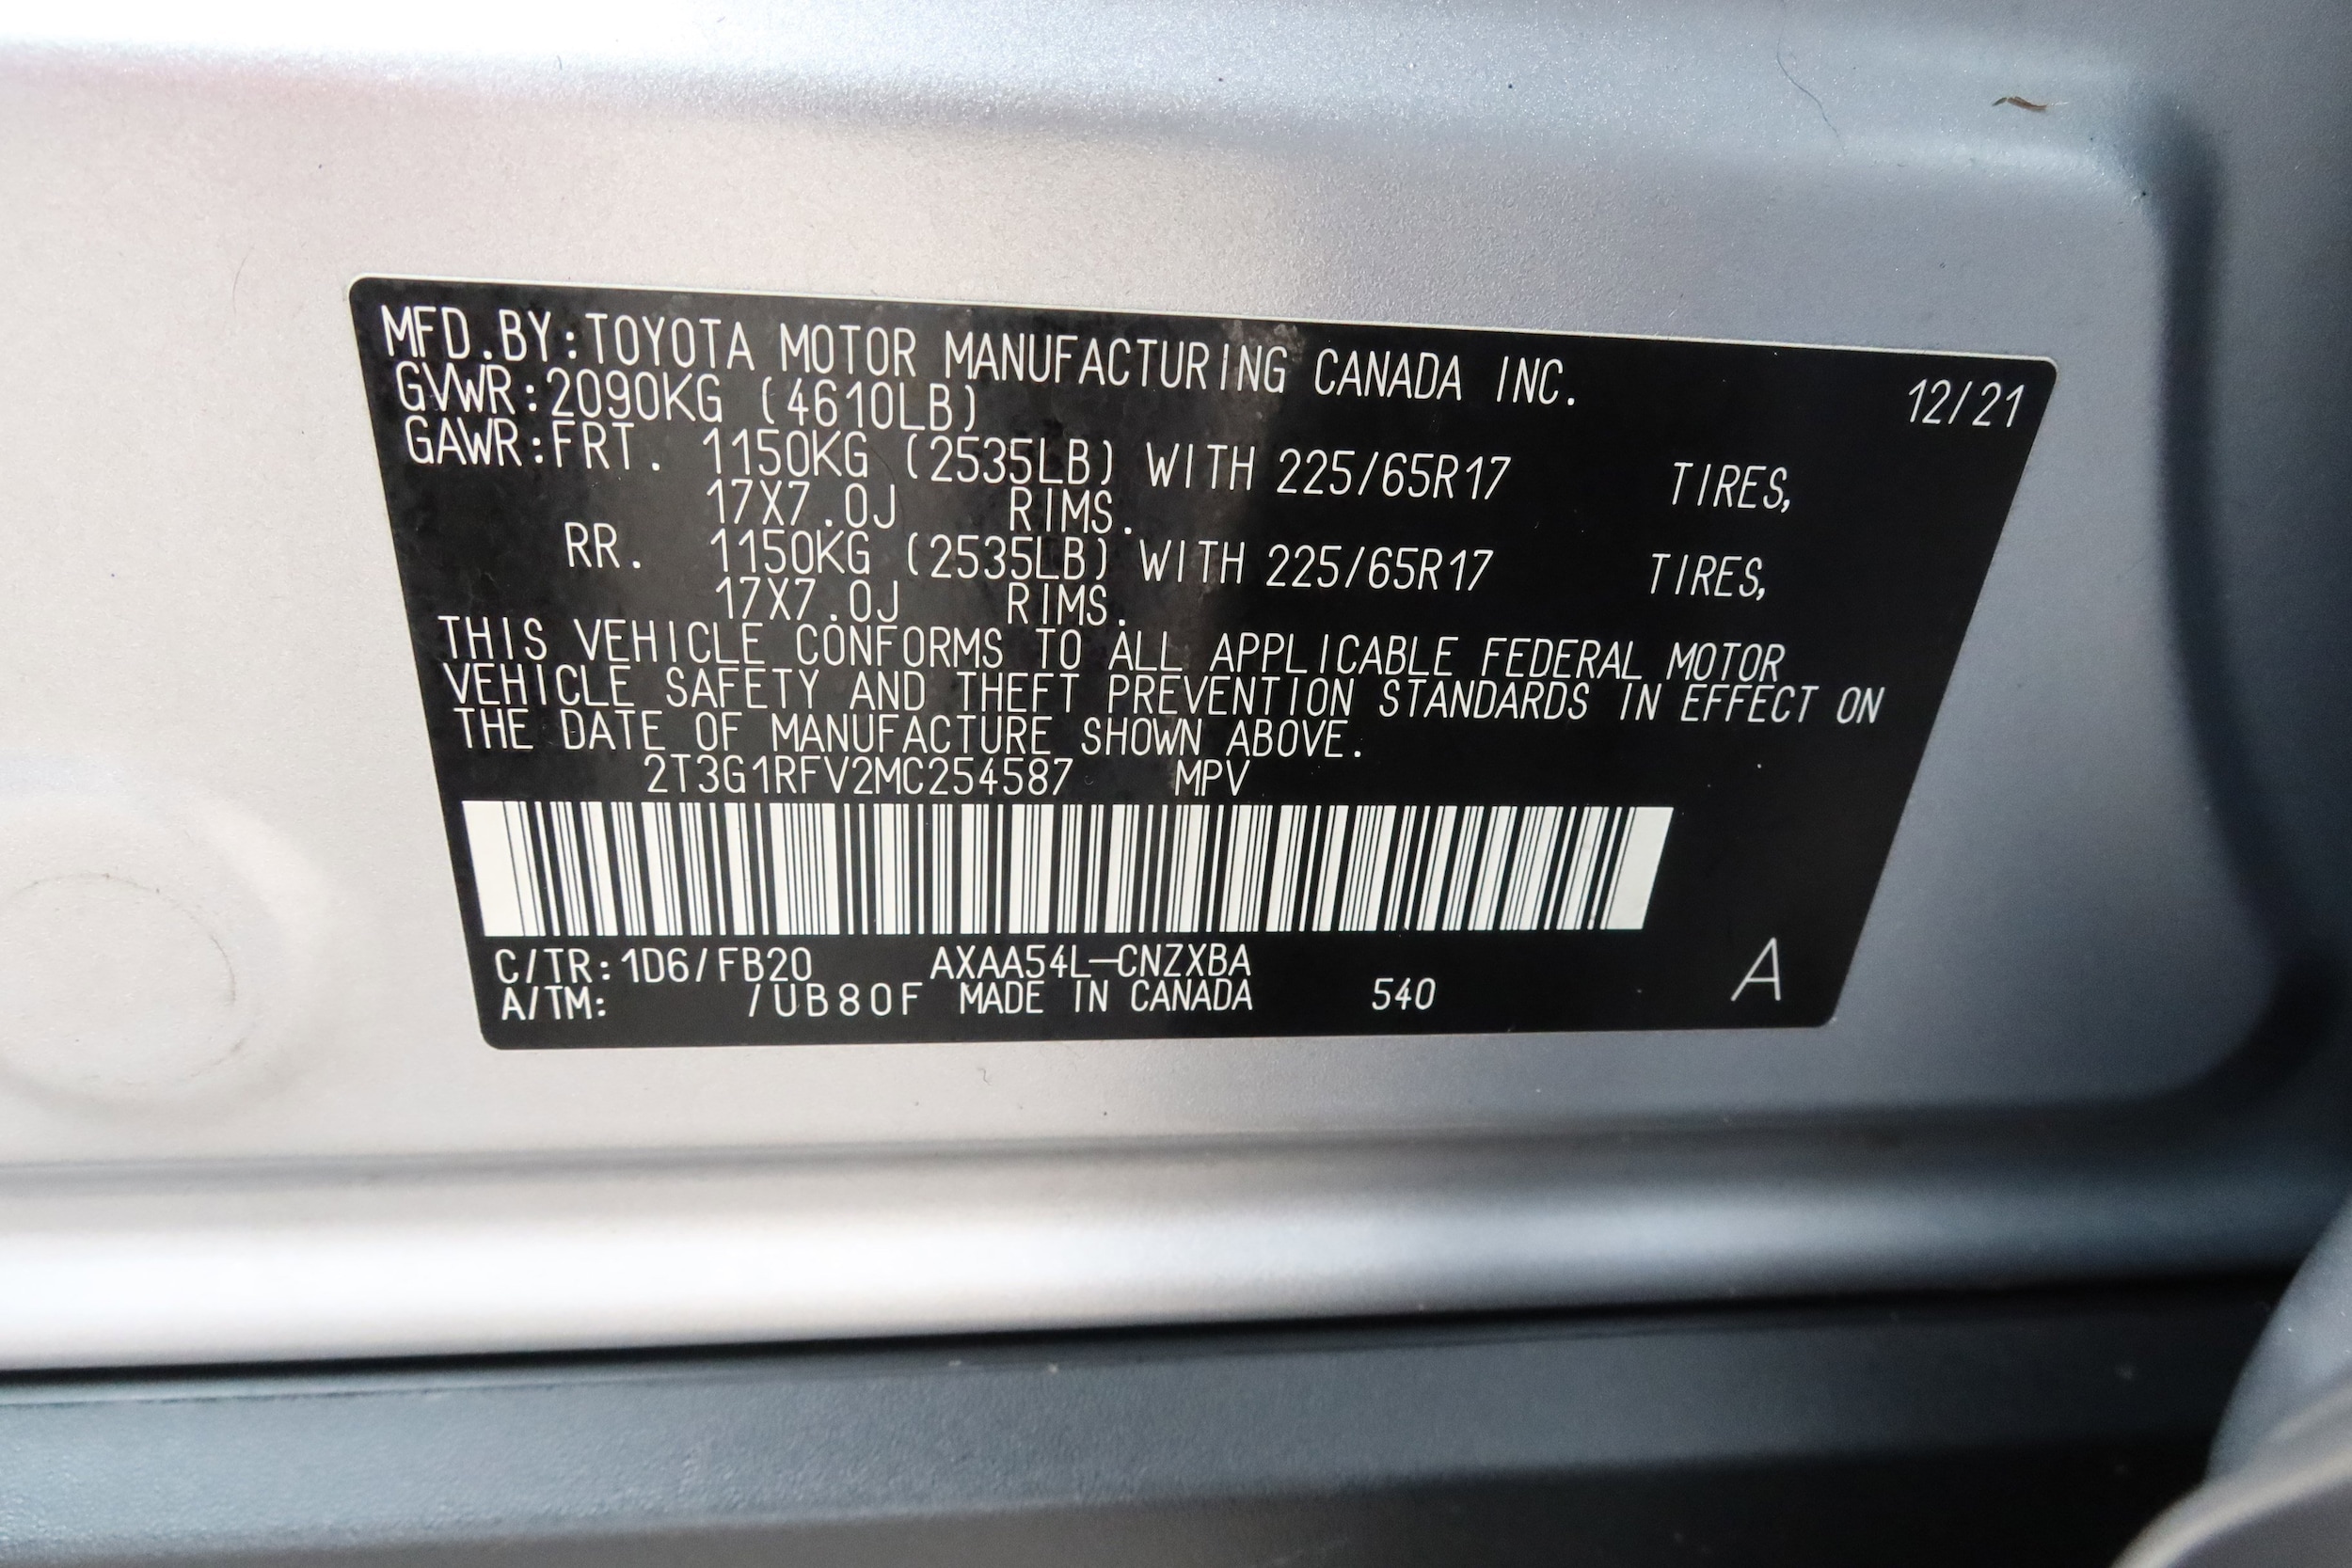 MFD.BY:TOYOTA MOTOR MANUFACTURING CANADA INC. 12/21
GVWR:2090KG (4610LB)
GAWR:FRT. 1150KG (2535LB) WITH 225/65R17 TIRES,
17X7.0J RIMS.
RR. 1150KG (2535LB) WITH 225/65R17 TIRES,
17X7.0J RIMS.
THIS VEHICLE CONFORMS TO ALL APPLICABLE FEDERAL MOTOR
VEHICLE SAFETY AND THEFT PREVENTION STANDARDS IN EFFECT ON
THE DATE OF MANUFACTURE SHOWN ABOVE.
2T3G1RFV2MC254587 MPV
C/TR:1D6/FB20 AXAA54L-CNZXBA
A/TM: /UB80F MADE IN CANADA 540 A